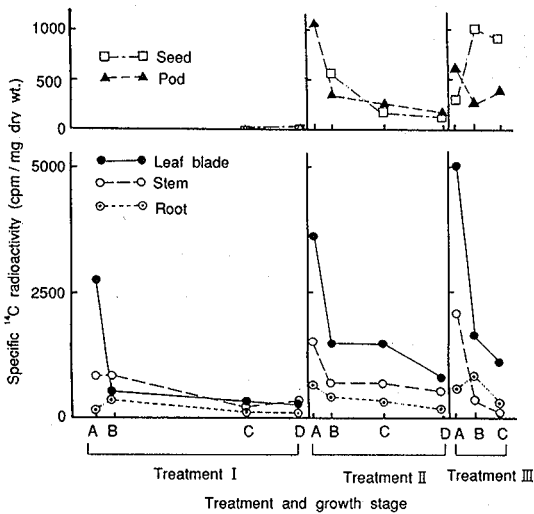 Specific ¹⁴C radioactivity (cpm / mg dry wt.)
1000
500
0
Seed
Pod
5000
2500
0
Leaf blade
Stem
Root
A B C D A B C D A B C
Treatment I Treatment II Treatment III
Treatment and growth stage